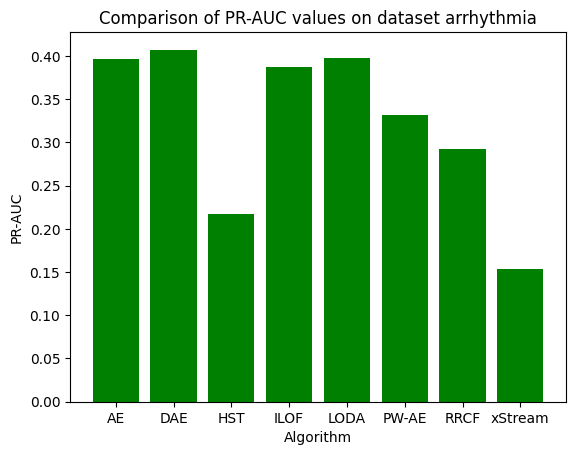 Comparison of PR-AUC values on dataset arrhythmia
0.40
0.35
0.30
0.25
0.20
0.15
0.10
0.05
0.00
PR-AUC
AE DAE HST ILOF LODA PW-AE RRCF xStream
Algorithm